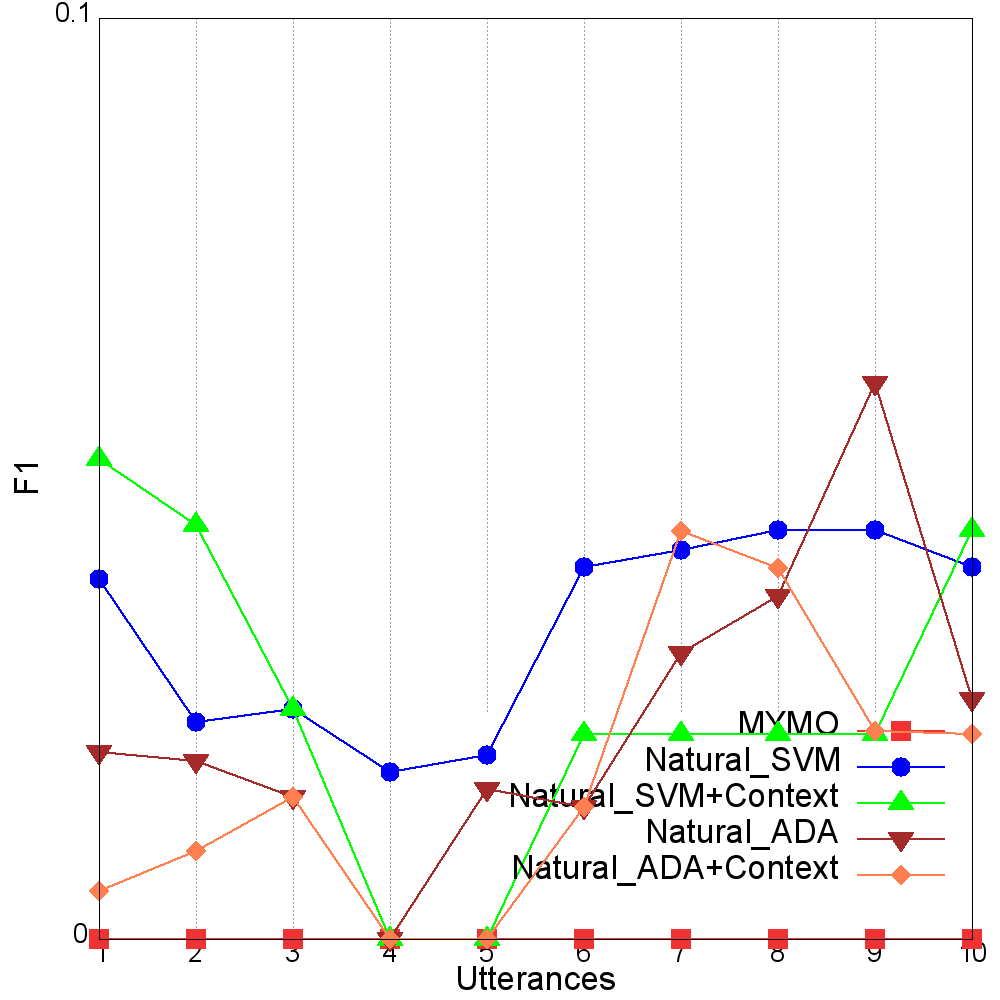 0.1
F1
MYMO
Natural_SVM
Natural_SVM+Context
Natural_ADA
Natural_ADA+Context
0
1 2 3 4 5 6 7 8 9 10
Utterances